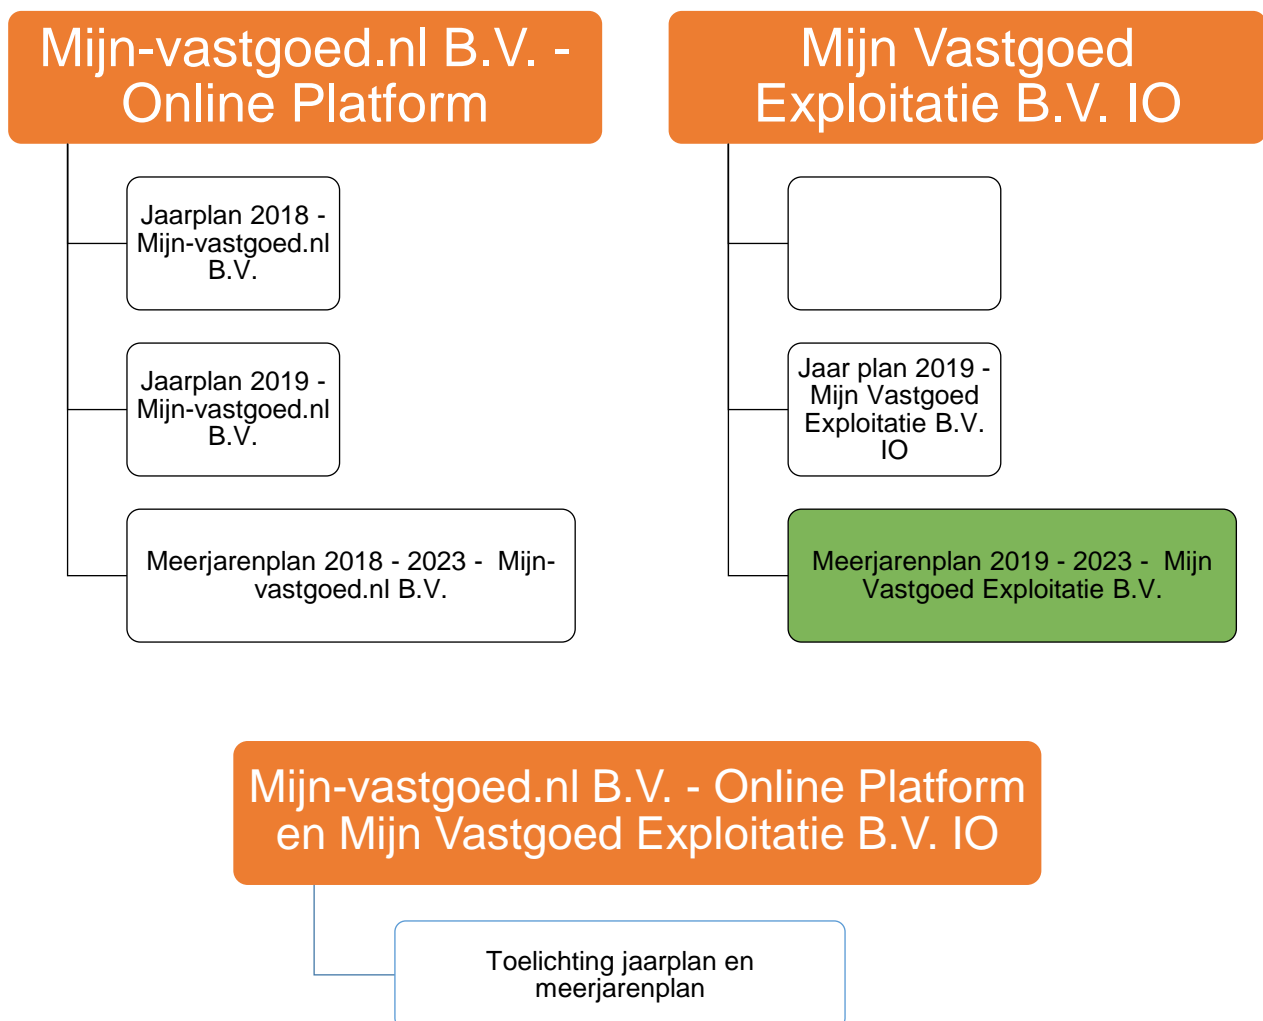 Mijn-vastgoed.nl B.V. -
Online Platform
Jaarplan 2018 -
Mijn-vastgoed.nl
B.V.
Jaarplan 2019 -
Mijn-vastgoed.nl
B.V.
Meerjarenplan 2018 - 2023 -  Mijn-
vastgoed.nl B.V.
Mijn Vastgoed
Exploitatie B.V. IO
Jaar plan 2019 -
Mijn Vastgoed
Exploitatie B.V.
IO
Meerjarenplan 2019 - 2023 -  Mijn
Vastgoed Exploitatie B.V.
Mijn-vastgoed.nl B.V. - Online Platform
en Mijn Vastgoed Exploitatie B.V. IO
Toelichting jaarplan en
meerjarenplan